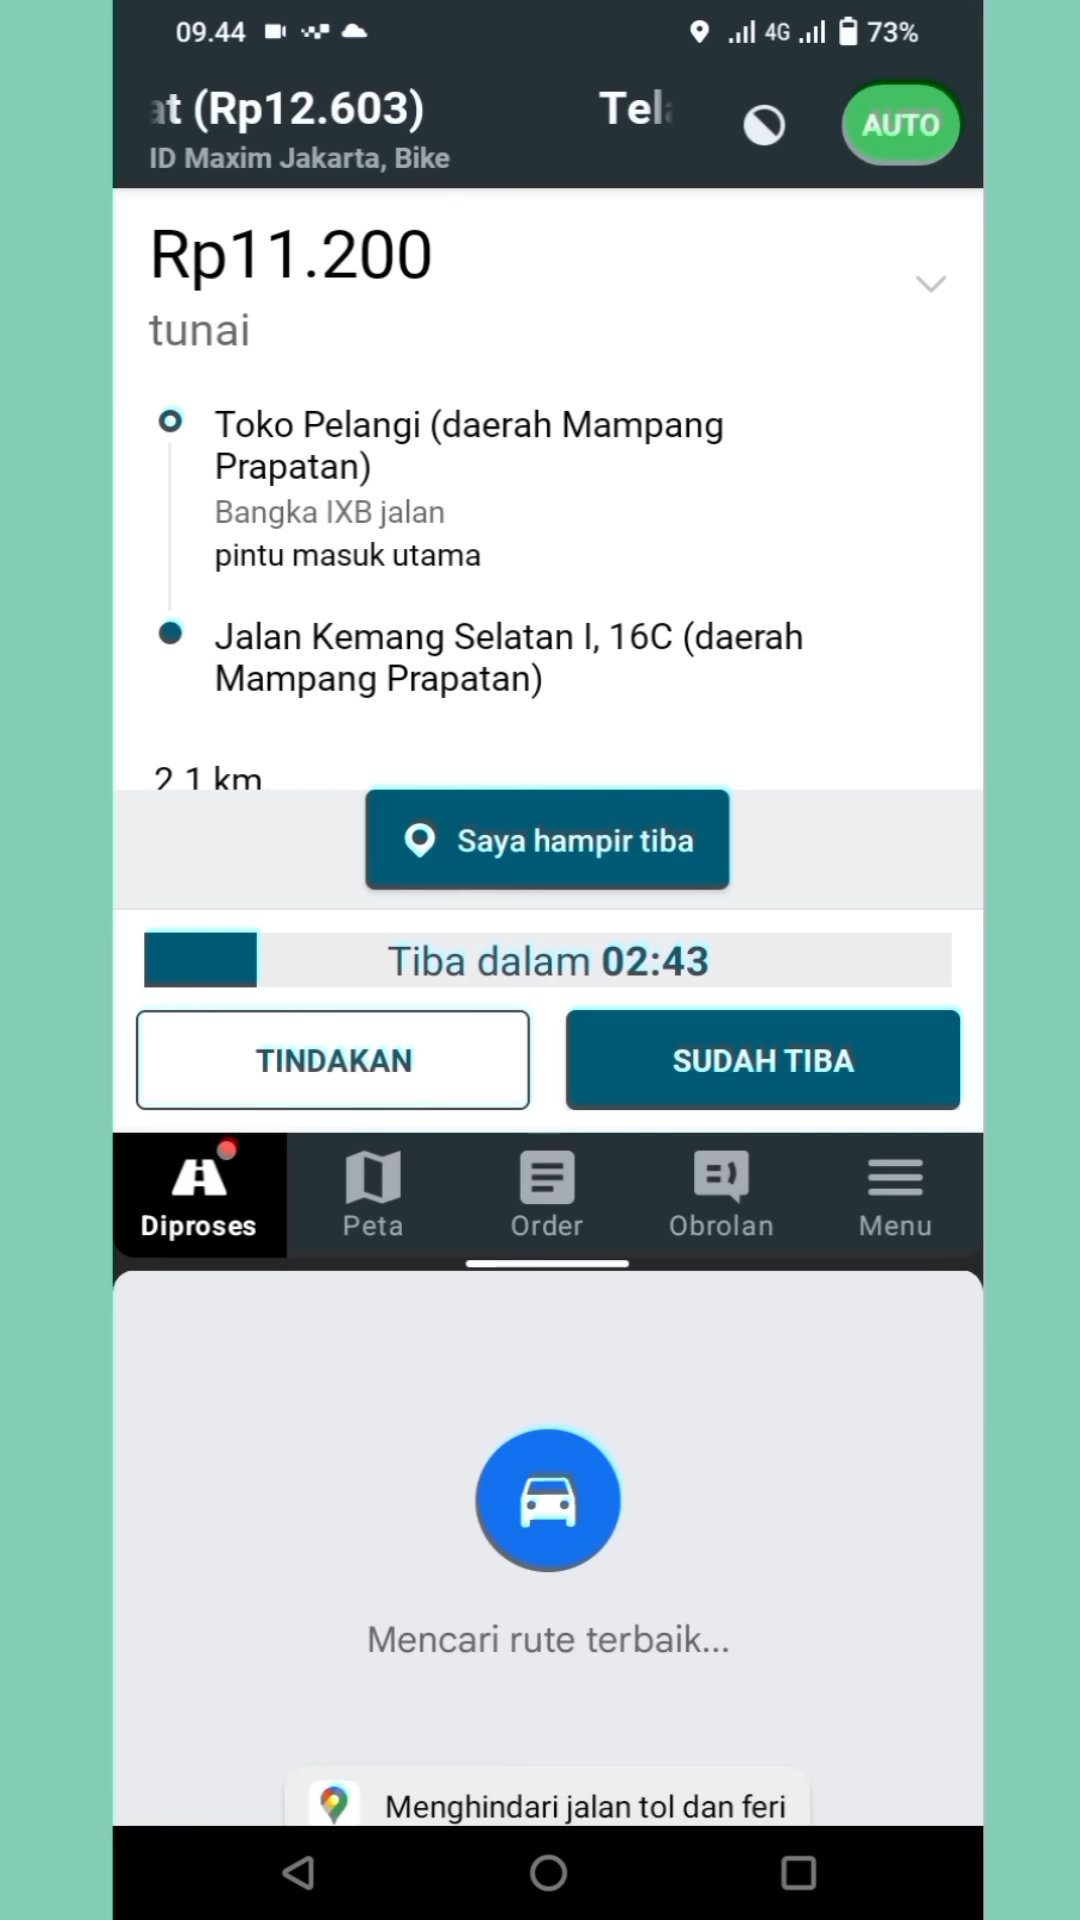 09.44
4G
73%
at (Rp12.603)
Tela
AUTO
ID Maxim Jakarta, Bike
Rp11.200
tunai
Toko Pelangi (daerah Mampang
Prapatan)
Bangka IXB jalan
pintu masuk utama
Jalan Kemang Selatan I, 16C (daerah
Mampang Prapatan)
2.1 km
Saya hampir tiba
Tiba dalam 02:43
TINDAKAN
SUDAH TIBA
Diproses
Peta
Order
Obrolan
Menu
Mencari rute terbaik...
Menghindari jalan tol dan feri